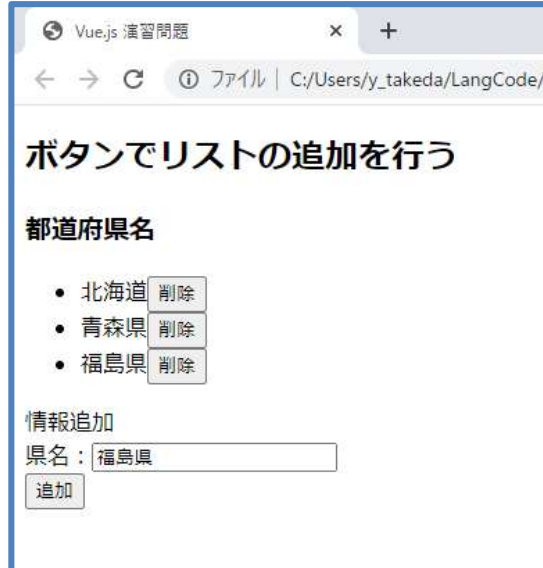 Vue.js 演習問題
ファイル | C:/Users/y_takeda/LangCode/
ボタンでリストの追加を行う
都道府県名
北海道 削除
青森県 削除
福島県 削除
情報追加
県名：福島県
追加